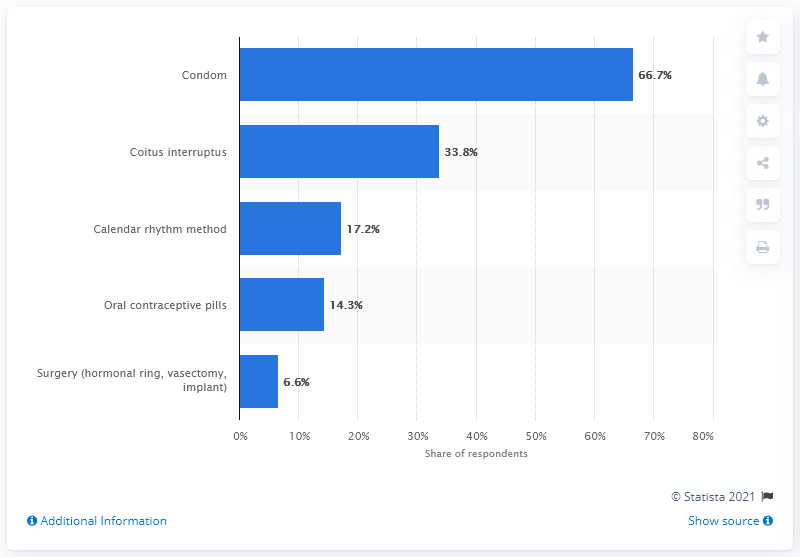 Condom
66.7%
Coitus interruptus
33.8%
Calendar rhythm method
17.2%
Oral contraceptive pills
14.3%
Surgery (hormonal ring, vasectomy,
implant)
6.6%
0% 10% 20% 30% 40% 50% 60% 70% 80%
Share of respondents
© Statista 2021
Additional Information
Show source